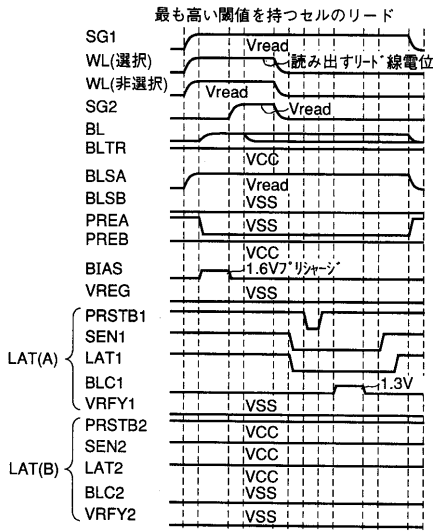 最も高い閾値を持つセルのリード
SG1
Vread
WL(選択)
読み出すリード線電位
WL(非選択)
Vread
SG2
Vread
BL
BLTR
VCC
BLSA
Vread
BLSB
VSS
PREA
VSS
PREB
VCC
BIAS
1.6Vプリシャージ
VREG
VSS
LAT(A)
PRSTB1
SEN1
LAT1
BLC1
1.3V
VRFY1
VSS
LAT(B)
PRSTB2
VCC
SEN2
VCC
LAT2
VCC
BLC2
VSS
VRFY2
VSS